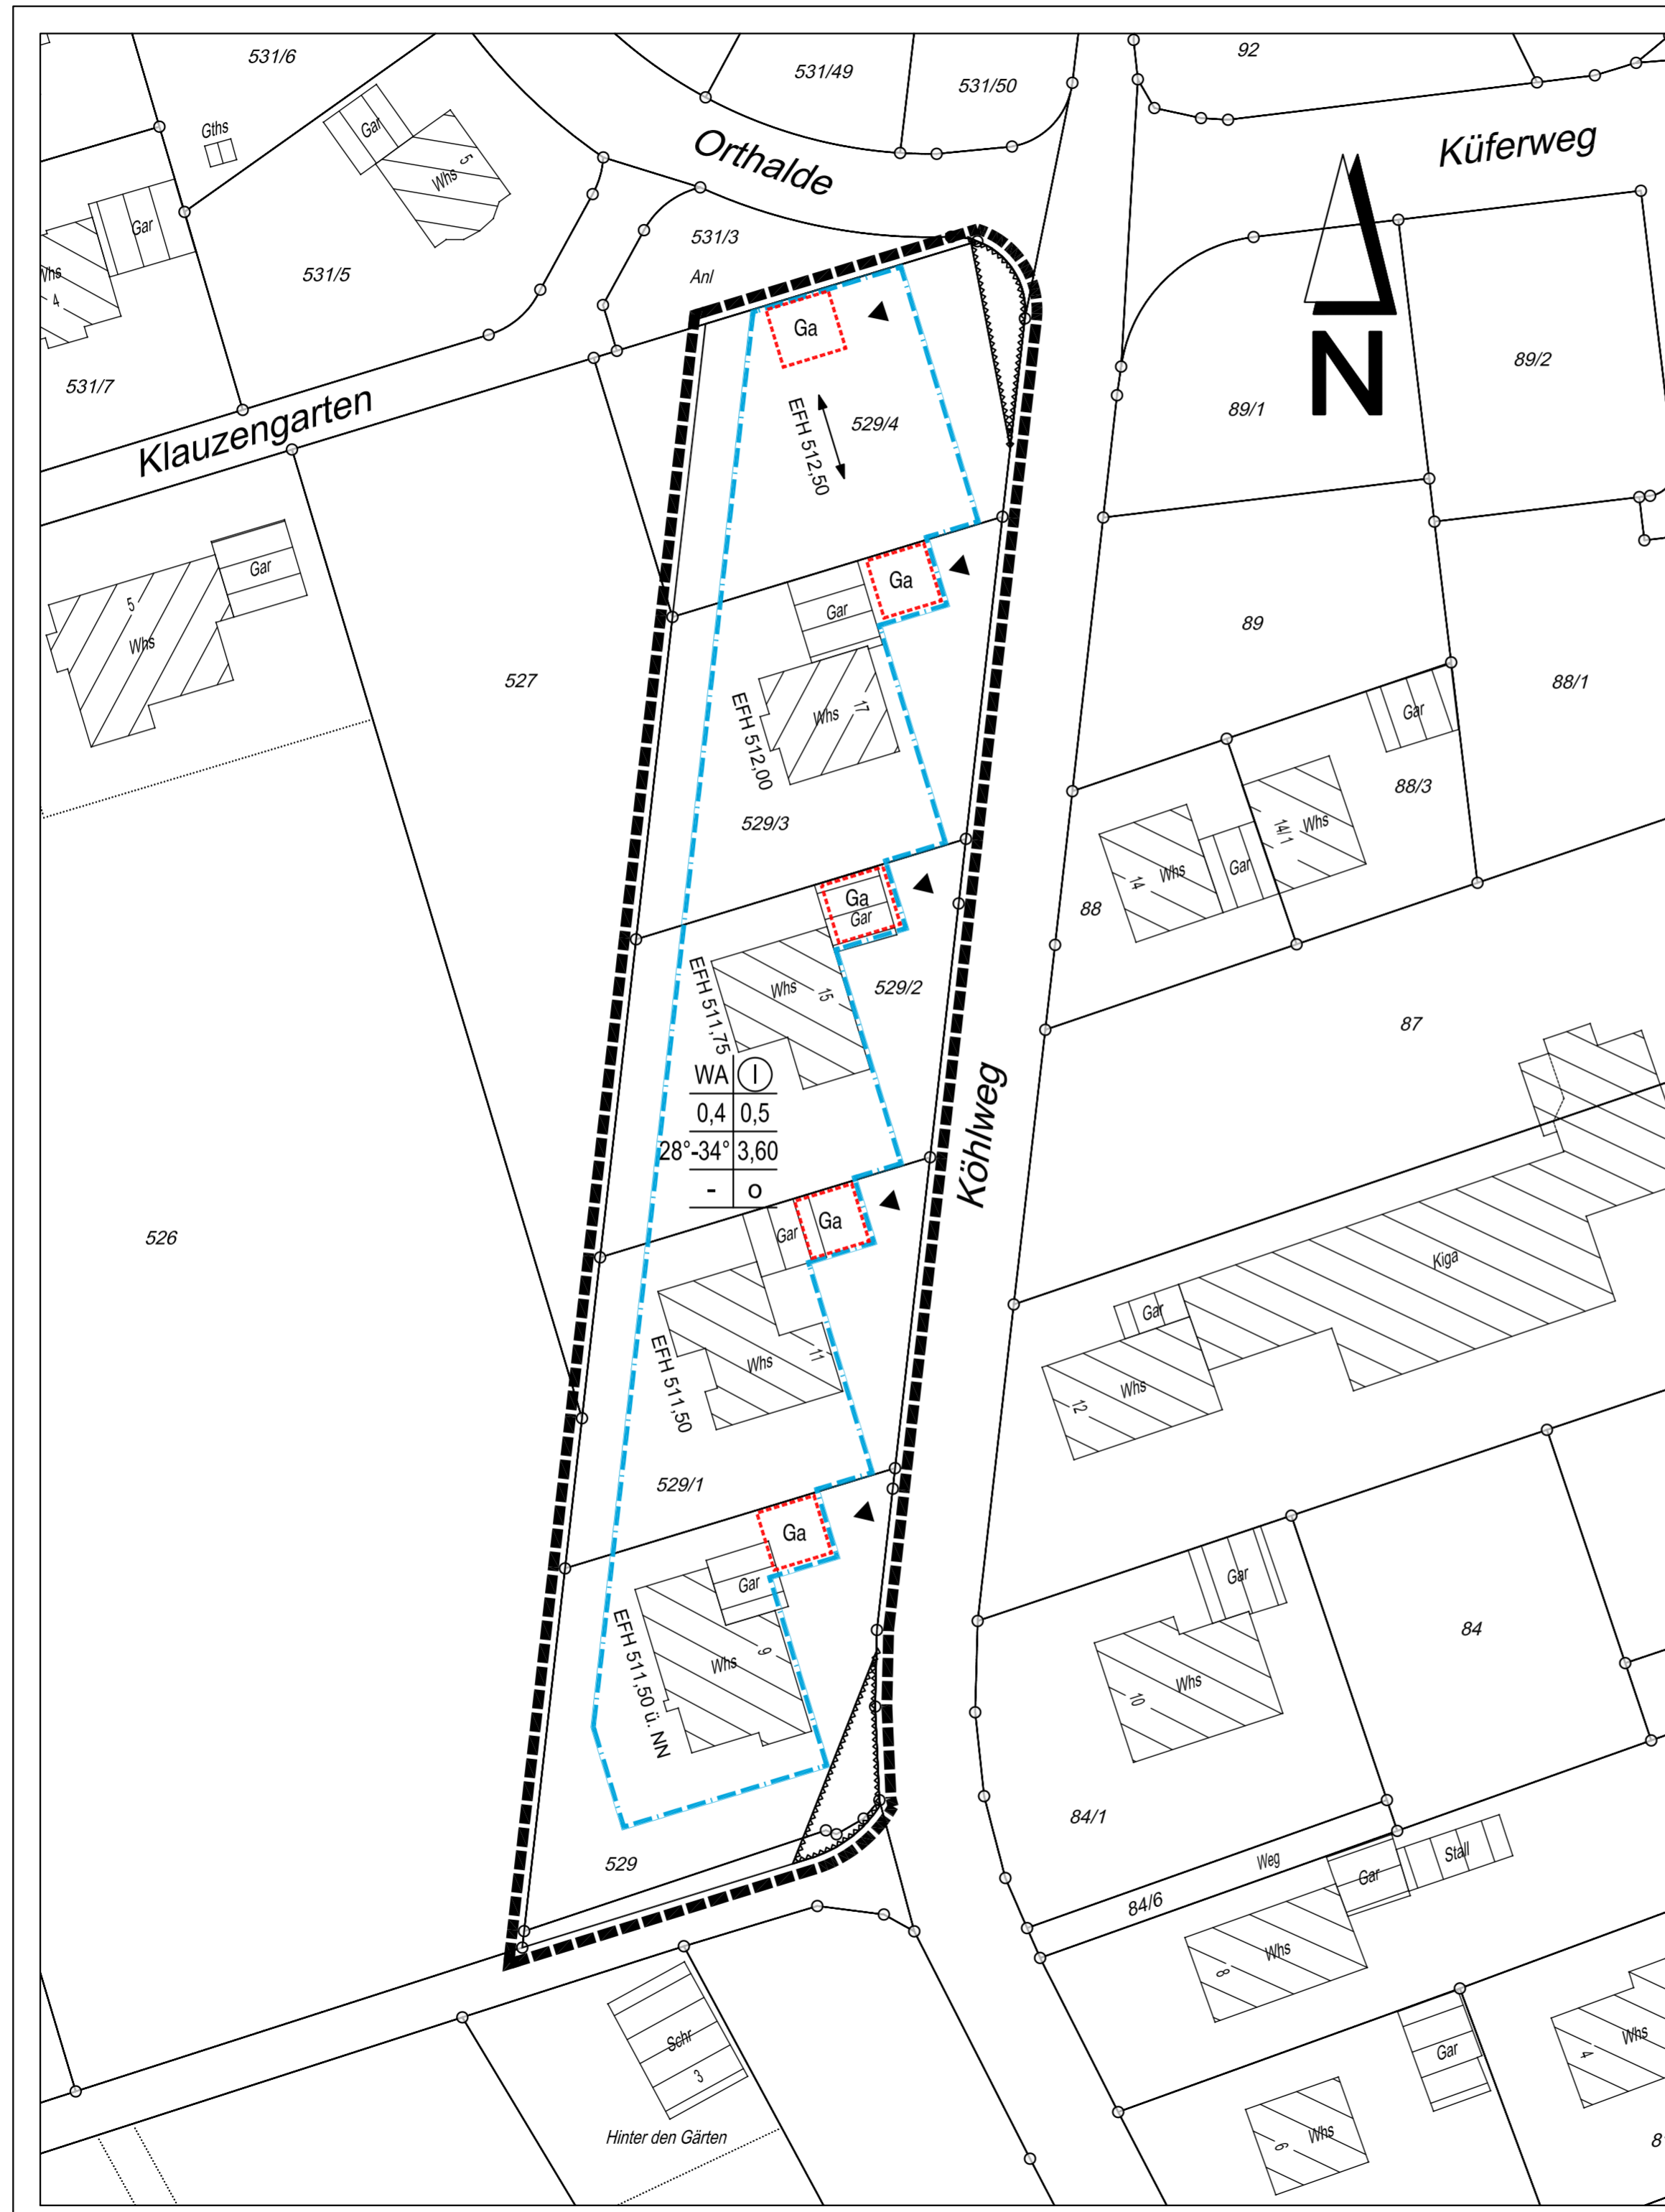 531/6
531/49
531/50
92
Gths
Gar
Whs
5
Orthalde
Küferweg
Gar
Whs
4
531/5
531/3
Anl
531/7
Klauzengarten
Ga
EFH 512,50
529/4
N
89/1
89/2
Gar
5
Whs
527
Gar
Ga
Whs
17
EFH 512,00
529/3
89
88/1
Gar
88/3
14/1
Whs
Gar
14
Whs
88
Ga
Gar
EFH 511,75
Whs
15
529/2
87
WA I
0,4 0,5
28°-34° 3,60
- o
Köhlweg
526
Gar
Ga
EFH 511,50
Whs
11
529/1
Kiga
Gar
Whs
12
Ga
Gar
EFH 511,50 ü. NN
Whs
9
529
Gar
Whs
10
84
84/1
Weg
84/6
Gar
Stall
Whs
8
Schr
3
Hinter den Gärten
Gar
Whs
4
Whs
6